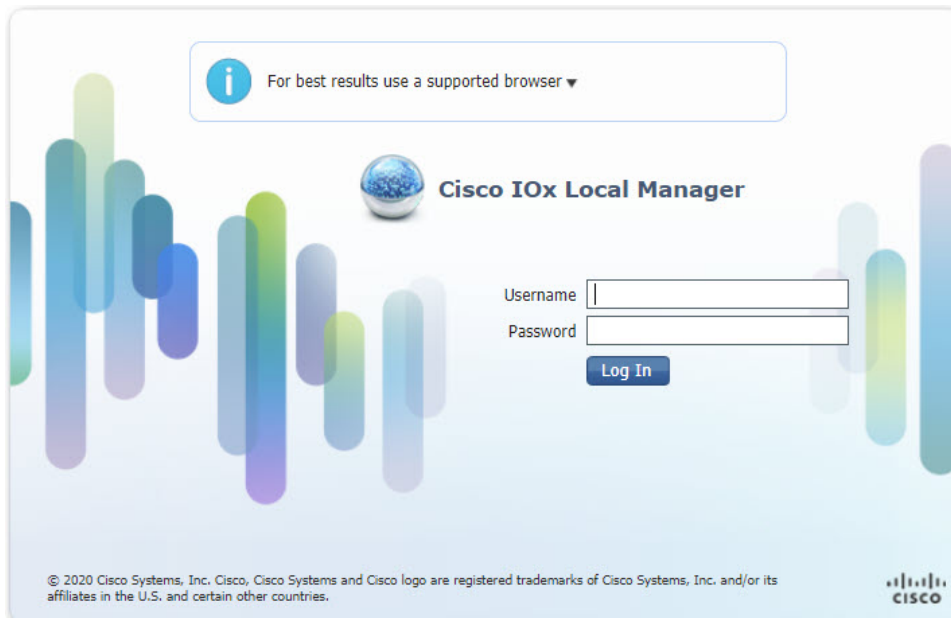 For best results use a supported browser
Cisco IOx Local Manager
Username
Password
Log In
© 2020 Cisco Systems, Inc. Cisco, Cisco Systems and Cisco logo are registered trademarks of Cisco Systems, Inc. and/or its
affiliates in the U.S. and certain other countries.
CISCO